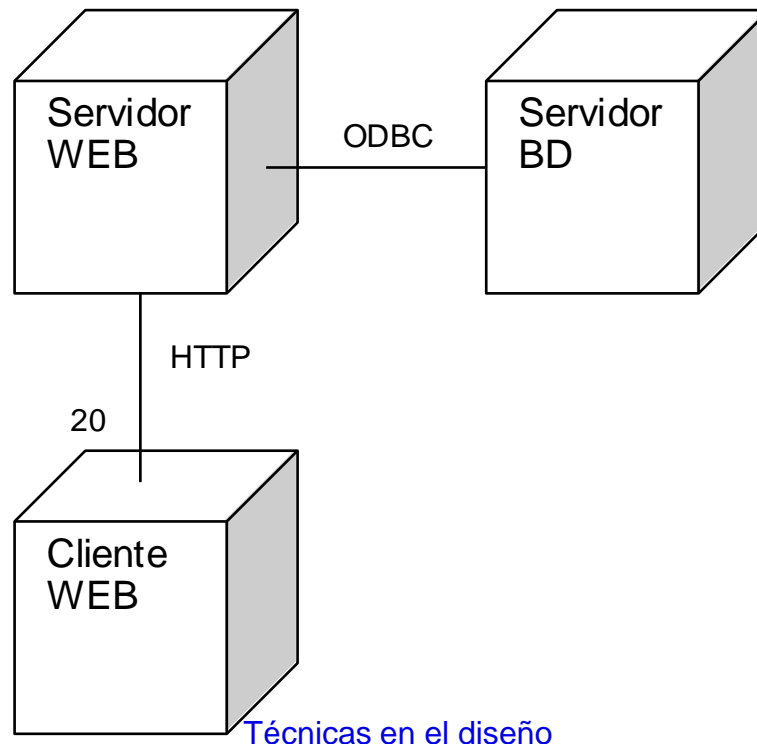 Servidor
WEB
ODBC
Servidor
BD
HTTP
20
Cliente
WEB
Técnicas en el diseño